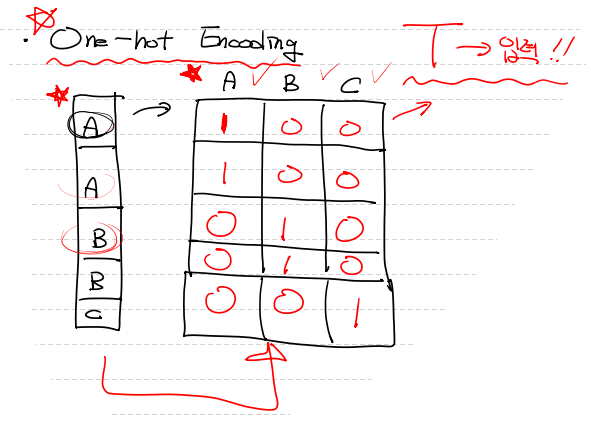 One-hot Encoding
T → 입력!!
A B C
A 1 0 0
A 1 0 0
B 0 1 0
B 0 1 0
C 0 0 1